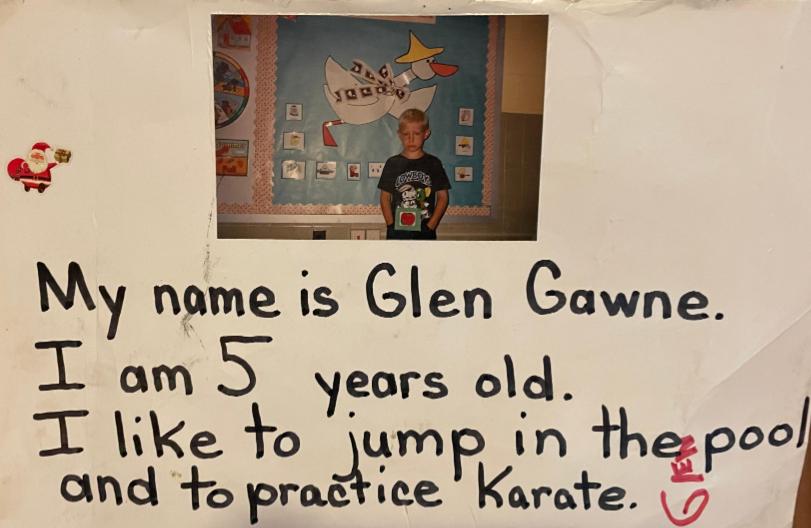 COWBOYS
My name is Glen Gawne.
I am 5 years old.
I like to jump in the pool
and to practice Karate.